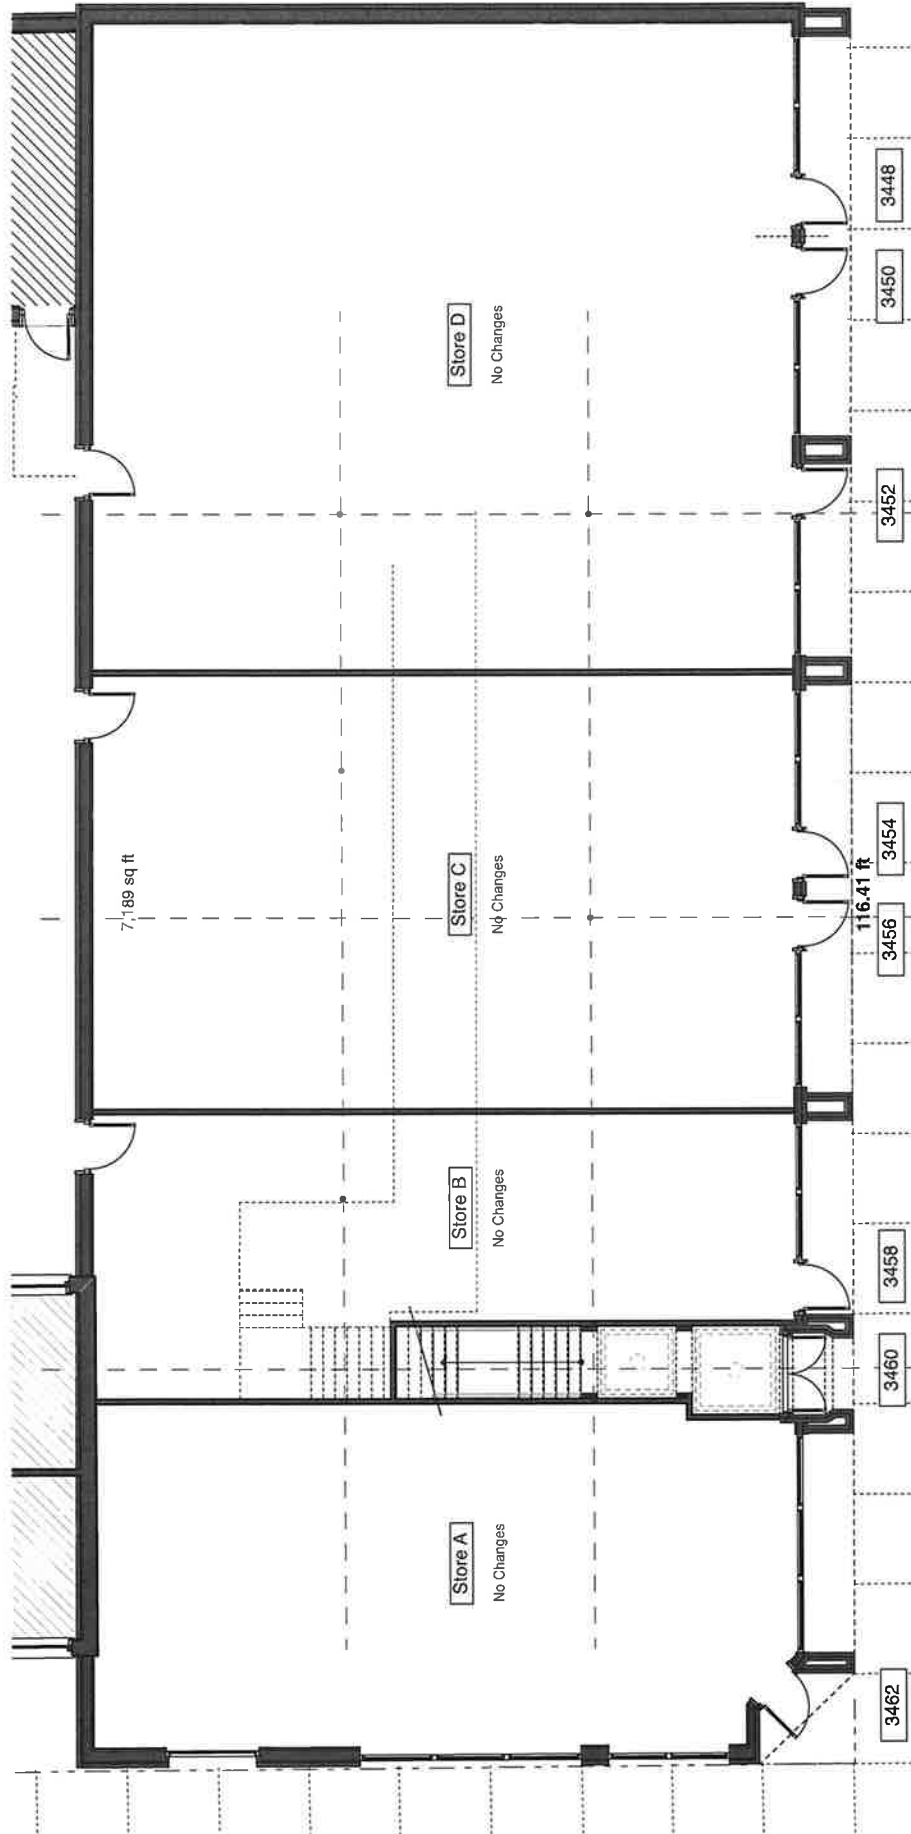 3462
3460
3458
3456
3454
3452
3450
3448
116.41 ft
Store A
No Changes
Store B
No Changes
Store C
No Changes
Store D
No Changes
7,189 sq ft